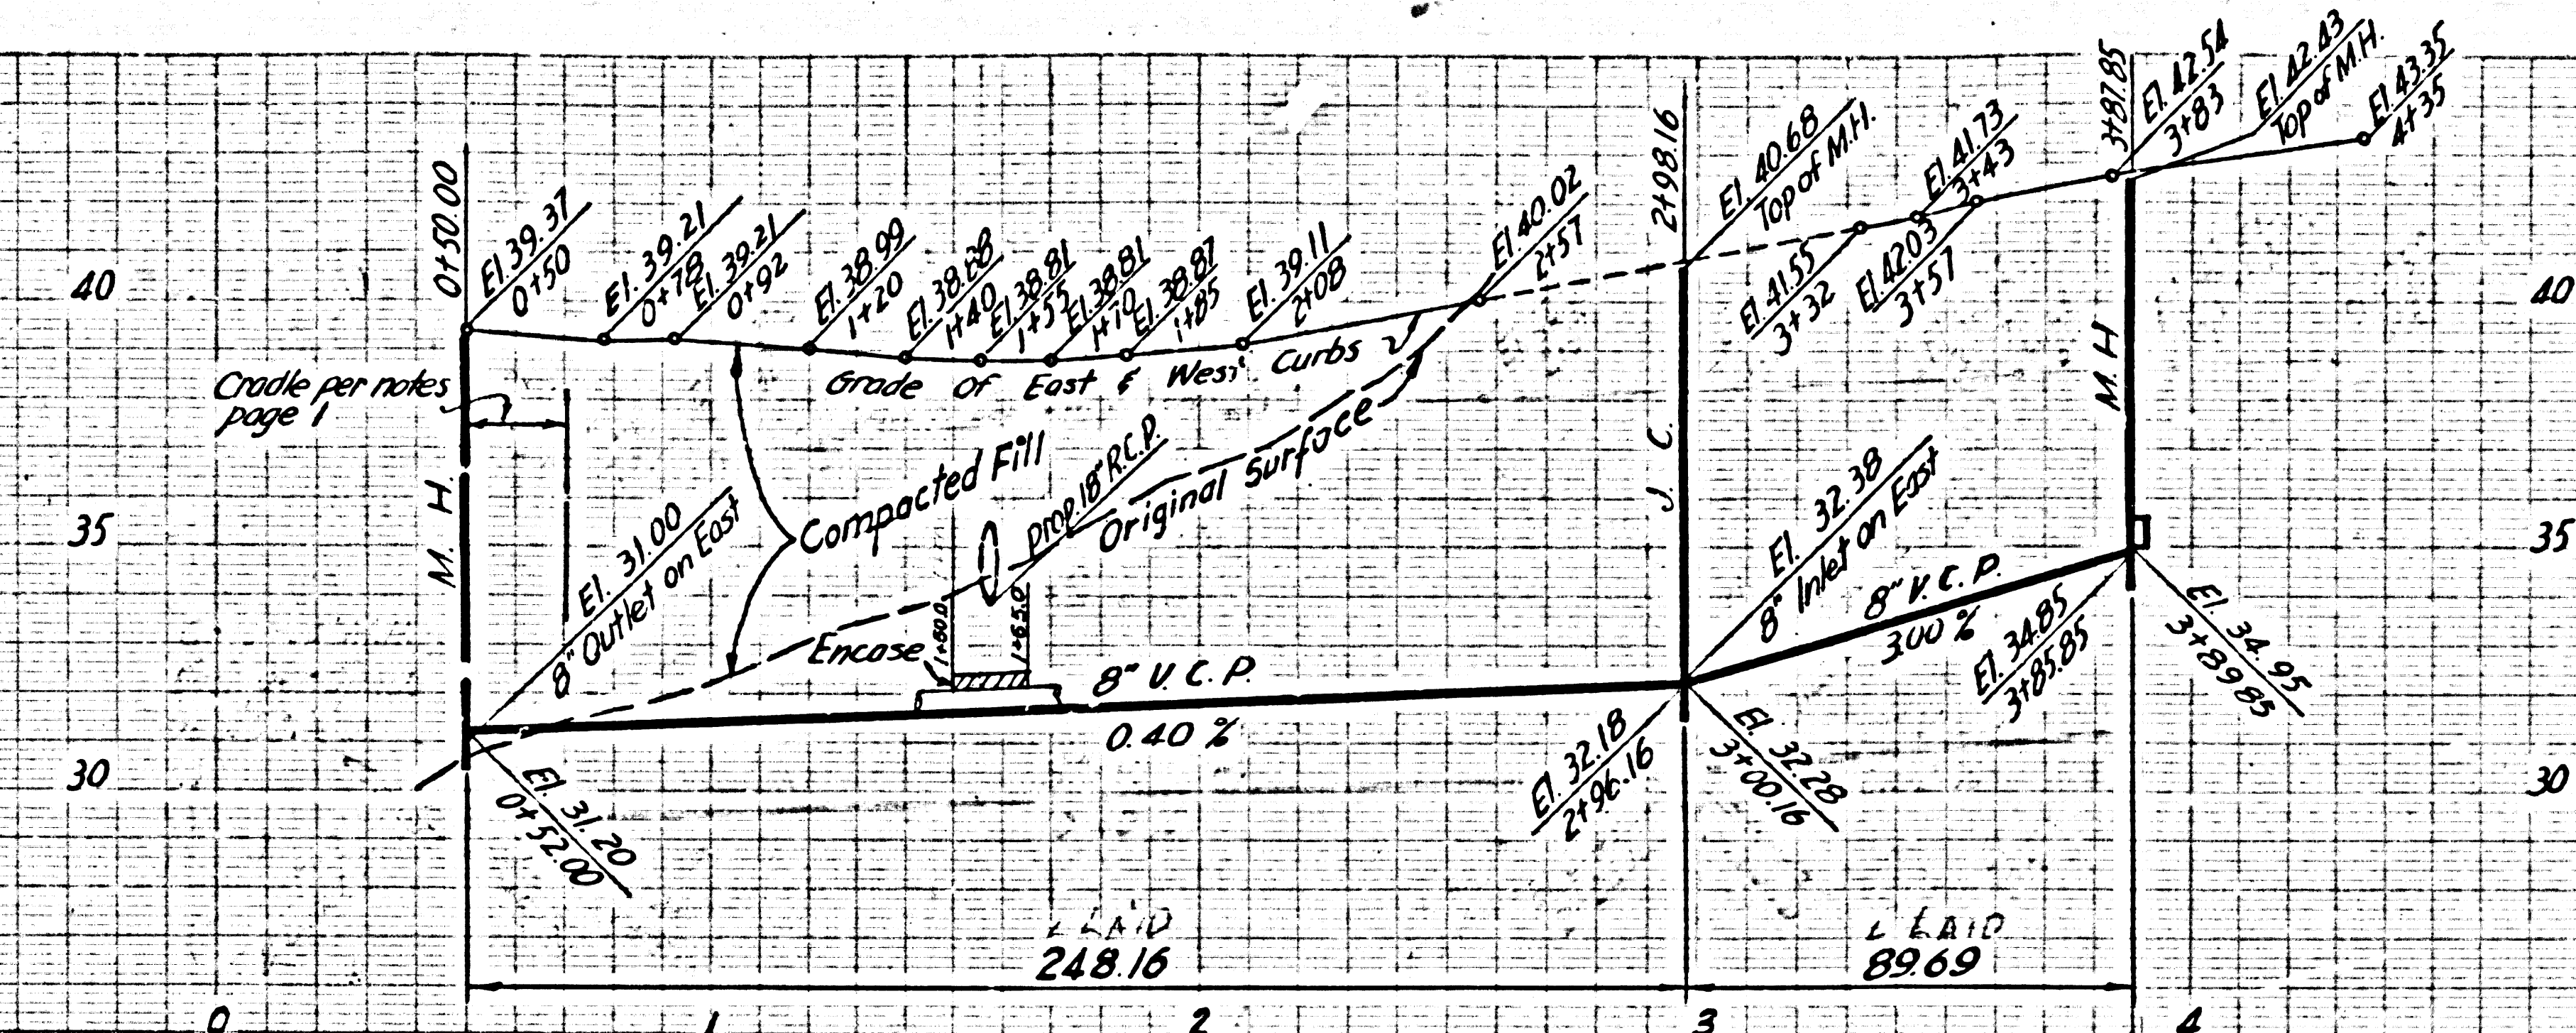 0+50.00
El. 39.37
0+50
El. 39.21
0+78
El. 39.21
0+92
El. 38.99
1+20
El. 38.88
1+40
El. 38.81
1+55
El. 38.81
1+70
El. 38.87
1+85
El. 39.11
2+08
El. 40.02
2+57
2+98.16
El. 40.68
Top of M.H.
El. 41.55
3+32
El. 41.73
3+43
El. 42.03
3+57
3+87.85
El. 42.54
3+83
El. 42.43
Top of M.H.
El. 43.35
4+35
40
40
Cradle per notes
page 1
Grade of East & West Curbs
M. H.
J. C.
M. H
Compacted Fill
prop. 18" R.C.P.
Original Surface
35
35
El. 31.00
8" Outlet on East
El. 32.38
8" Inlet on East
Encase
1+60.0
1+65.0
8" V. C. P.
0.40 %
8" V. C. P.
3.00 %
El. 34.85
3+85.85
El. 34.95
3+89.85
30
30
El. 31.20
0+52.00
El. 32.18
2+96.16
El. 32.28
3+00.16
LAID
248.16
LAID
89.69
0 1 2 3 4